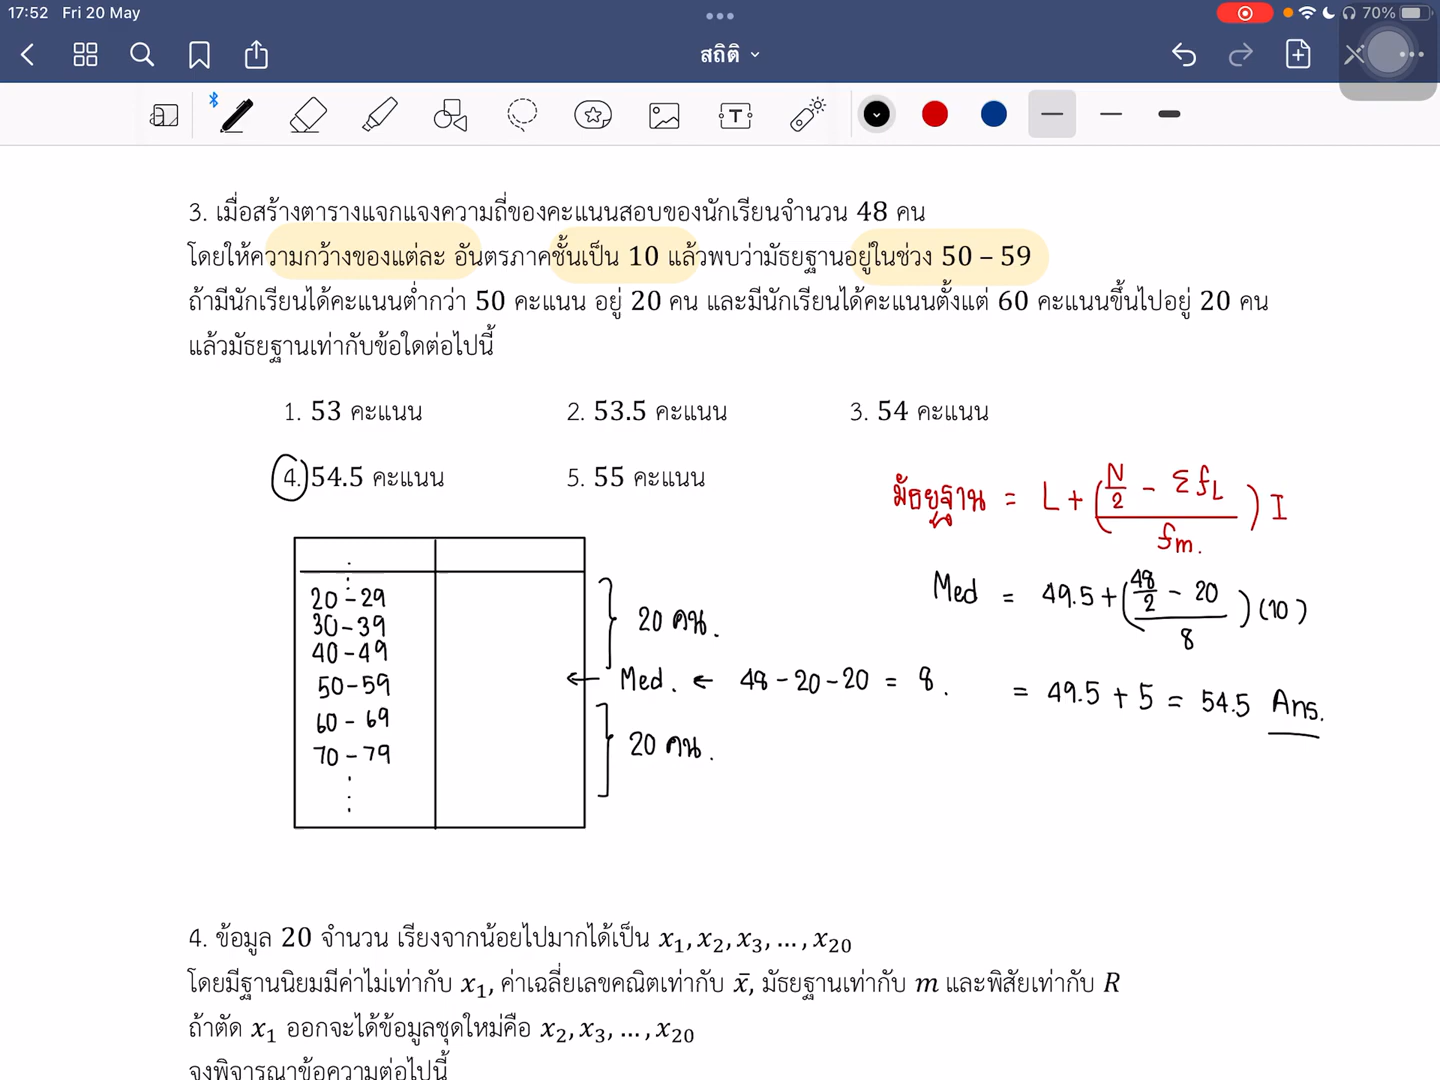 17:52 Fri 20 May
70%
สถิติ
3. เมื่อสร้างตารางแจกแจงความถี่ของคะแนนสอบของนักเรียนจำนวน 48 คน
โดยให้ความกว้างของแต่ละ อันตรภาคชั้นเป็น 10 แล้วพบว่ามัธยฐานอยู่ในช่วง 50 – 59
ถ้ามีนักเรียนได้คะแนนต่ำกว่า 50 คะแนน อยู่ 20 คน และมีนักเรียนได้คะแนนตั้งแต่ 60 คะแนนขึ้นไปอยู่ 20 คน
แล้วมัธยฐานเท่ากับข้อใดต่อไปนี้
1. 53 คะแนน 2. 53.5 คะแนน 3. 54 คะแนน
4. 54.5 คะแนน 5. 55 คะแนน
มัธยฐาน = L + (N/2 - Σ fL / fm.) I
Med = 49.5 + (48/2 - 20 / 8) (10)
= 49.5 + 5 = 54.5 Ans.
20 - 29
30 - 39
40 - 49
50 - 59
60 - 69
70 - 79
20 คน.
← Med. ← 48 - 20 - 20 = 8.
20 คน.
4. ข้อมูล 20 จำนวน เรียงจากน้อยไปมากได้เป็น x₁, x₂, x₃, …, x₂₀
โดยมีฐานนิยมมีค่าไม่เท่ากับ x₁, ค่าเฉลี่ยเลขคณิตเท่ากับ x̄, มัธยฐานเท่ากับ m และพิสัยเท่ากับ R
ถ้าตัด x₁ ออกจะได้ข้อมูลชุดใหม่คือ x₂, x₃, …, x₂₀
จงพิจารณาข้อความต่อไปนี้